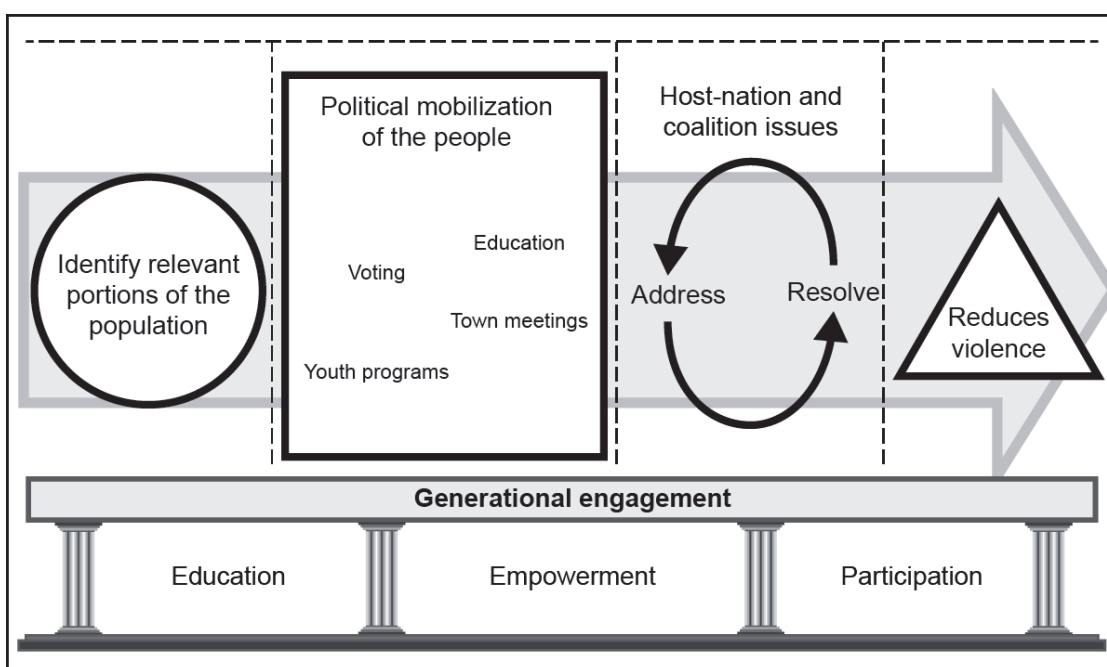 Identify relevant
portions of the
population
Political mobilization
of the people
Education
Voting
Town meetings
Youth programs
Host-nation and
coalition issues
Address
Resolve
Reduces
violence
Generational engagement
Education
Empowerment
Participation